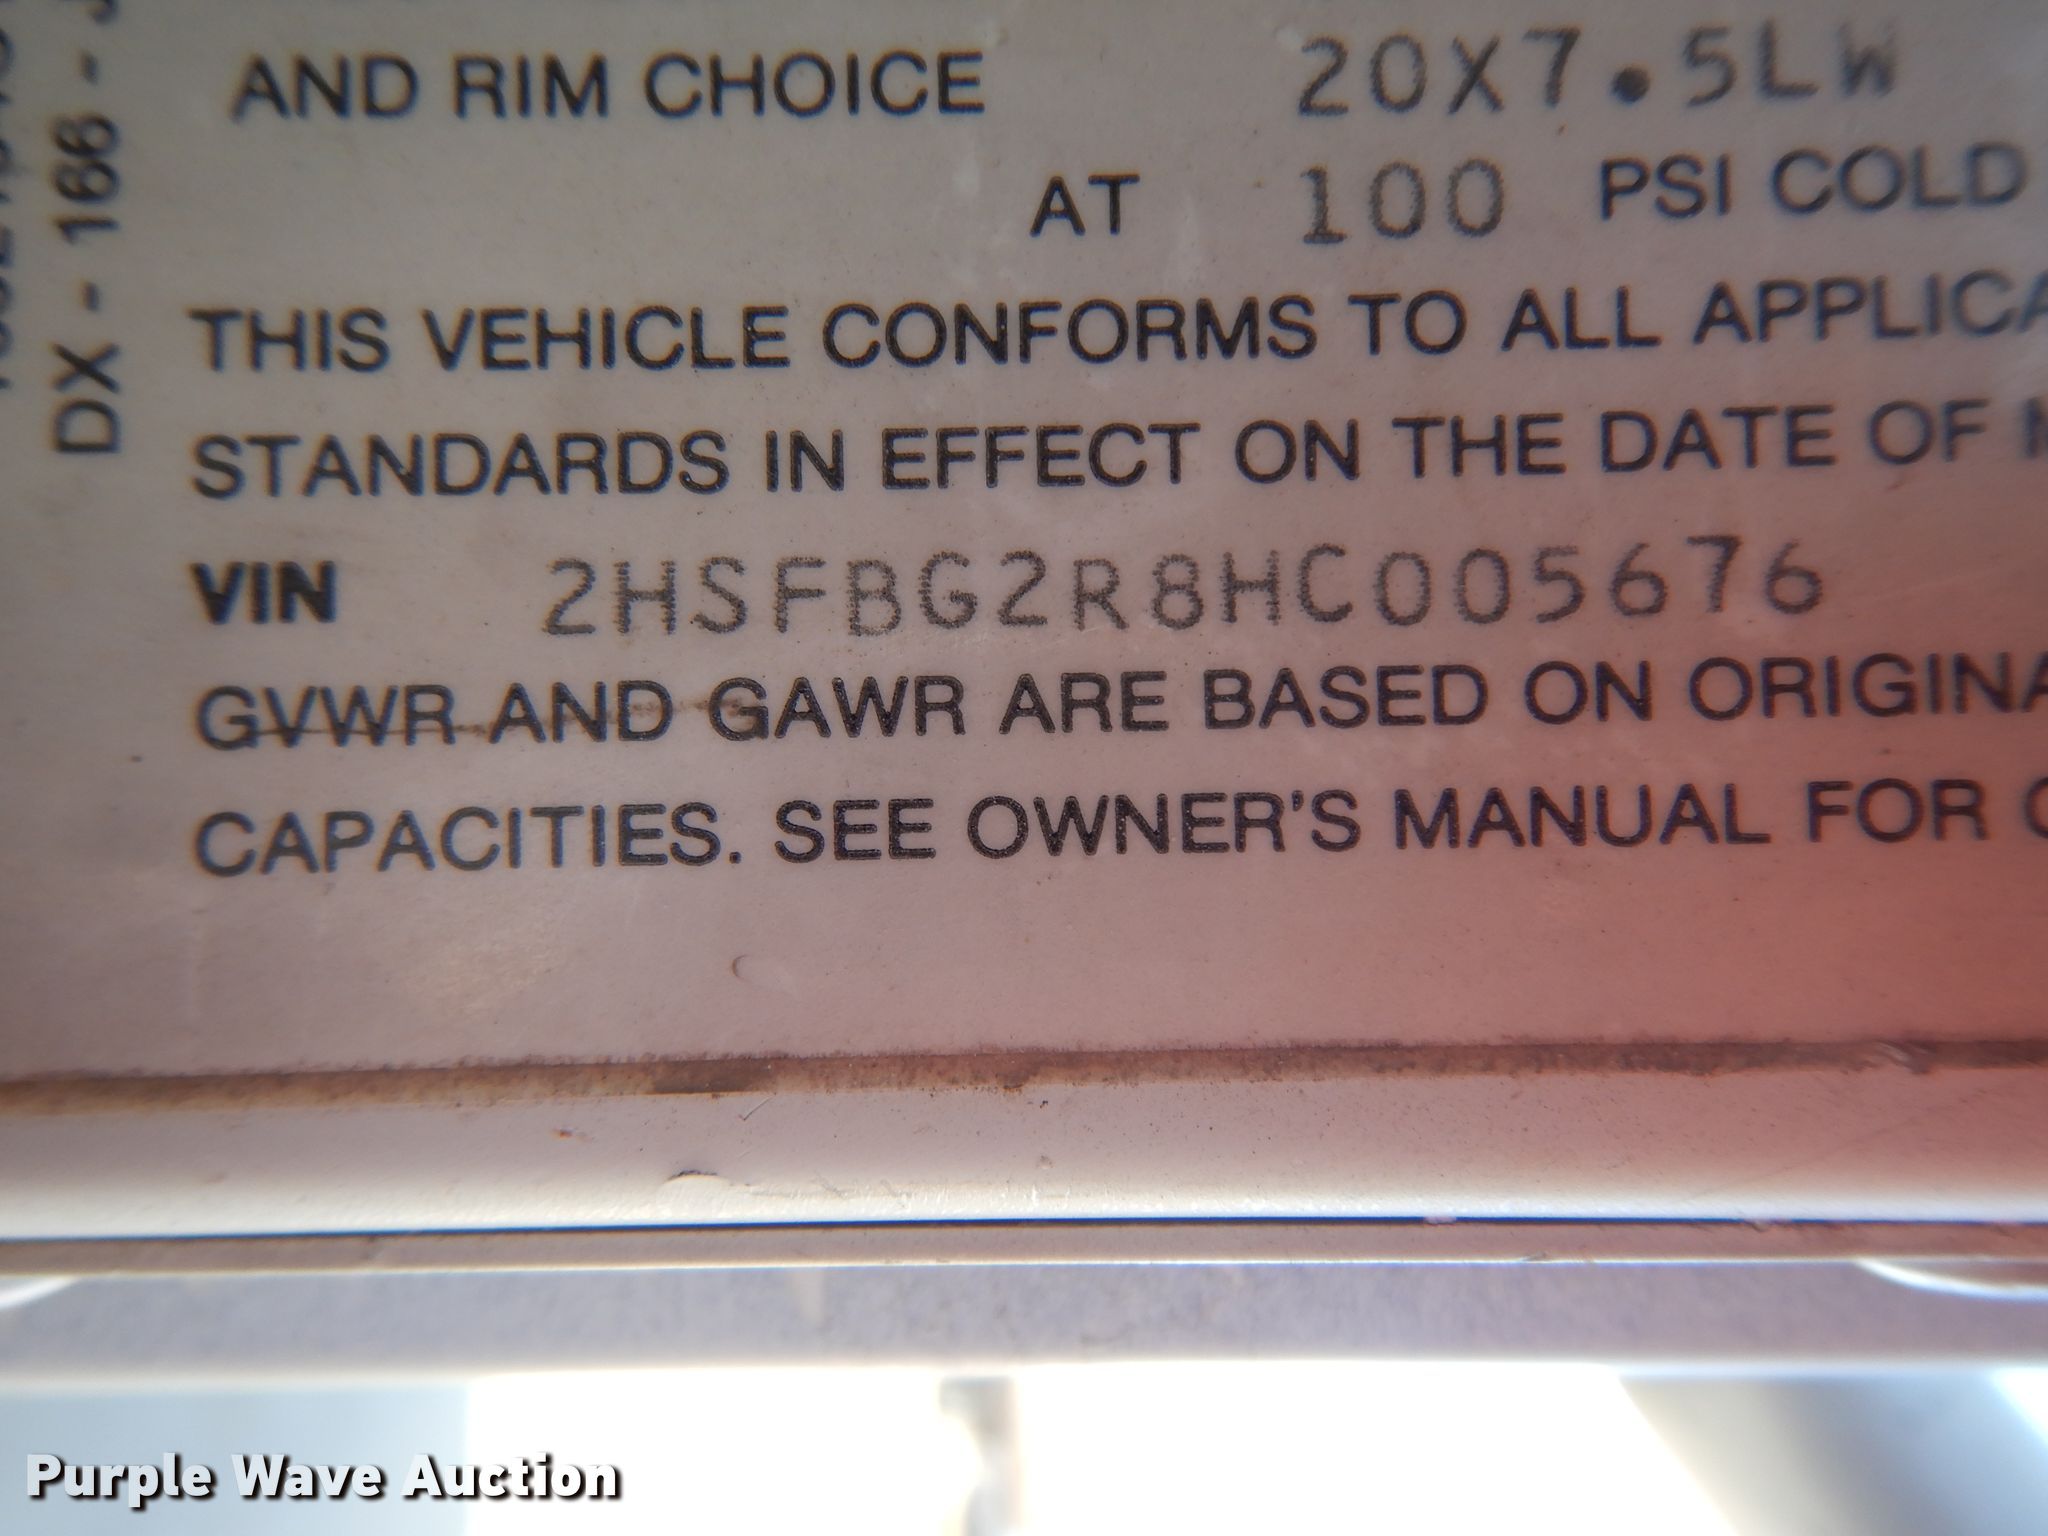 AND RIM CHOICE 20X7.5LW
AT 100 PSI COLD
THIS VEHICLE CONFORMS TO ALL APPLICA
STANDARDS IN EFFECT ON THE DATE OF
VIN 2HSFBG2R8HC005676
GVWR AND GAWR ARE BASED ON ORIGINA
CAPACITIES. SEE OWNER'S MANUAL FOR
DX - 166 -
Purple Wave Auction